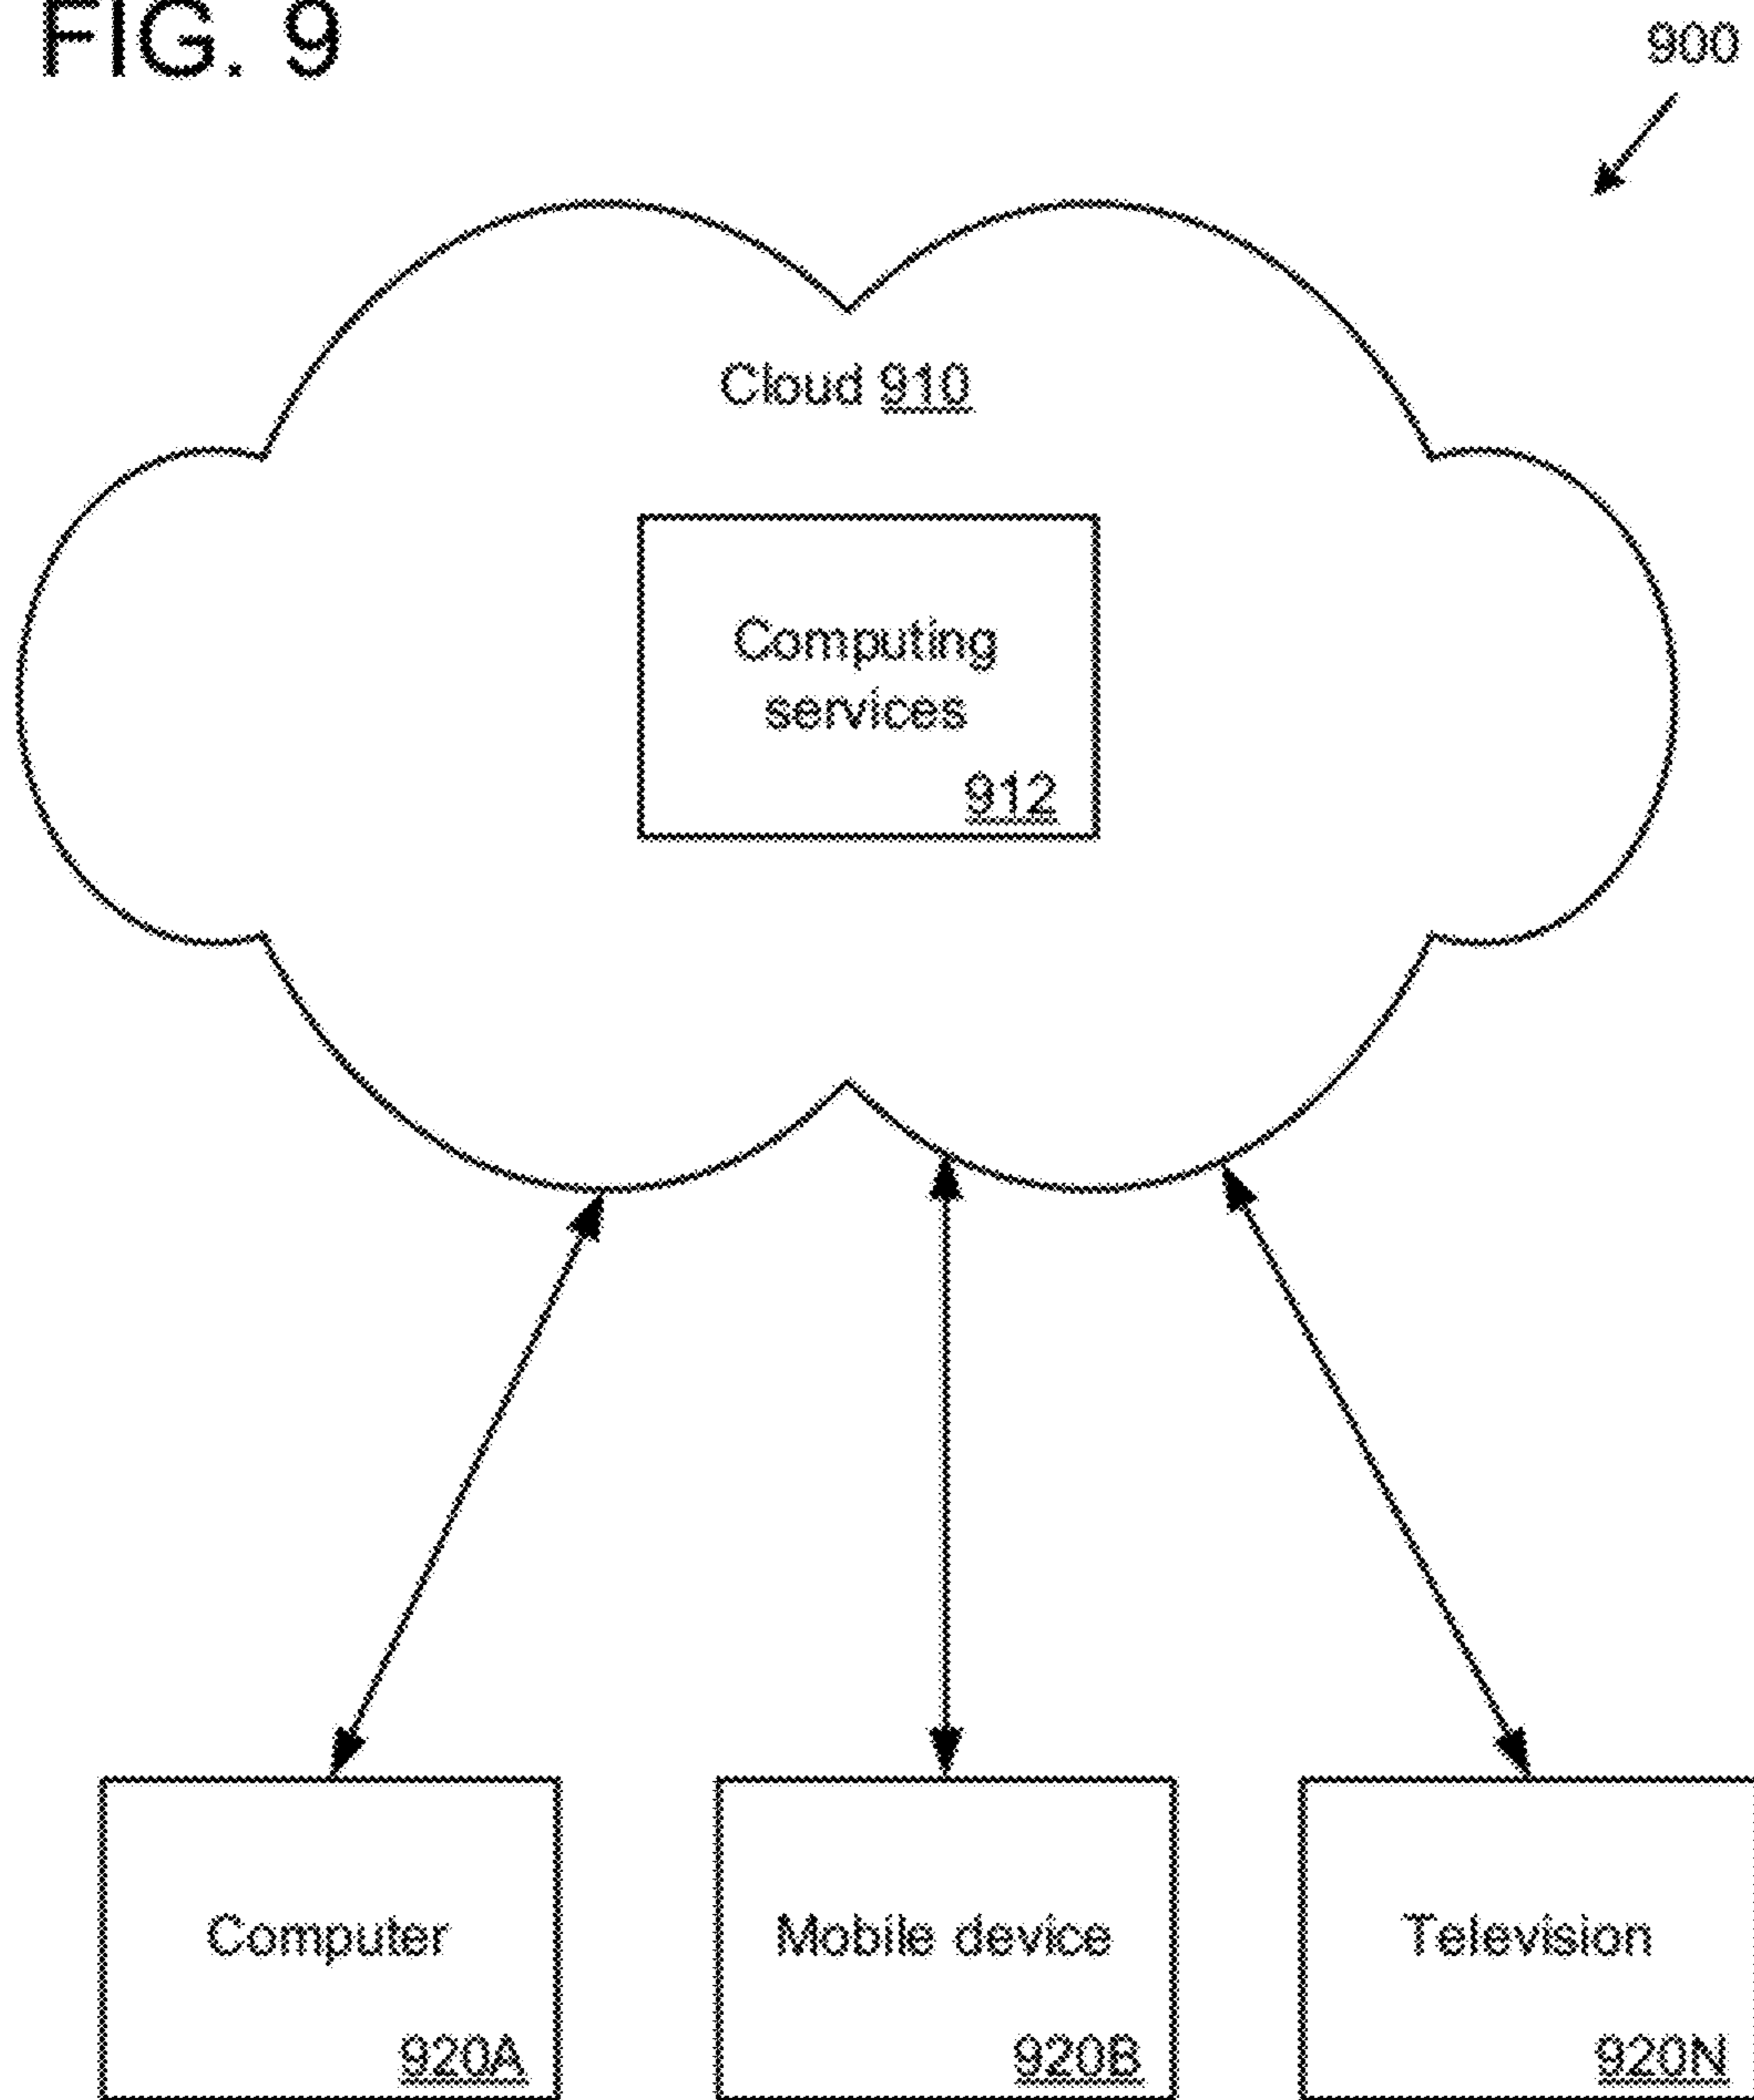 FIG. 9
900
Cloud 910
Computing
services
912
Computer
920A
Mobile device
920B
Television
920N